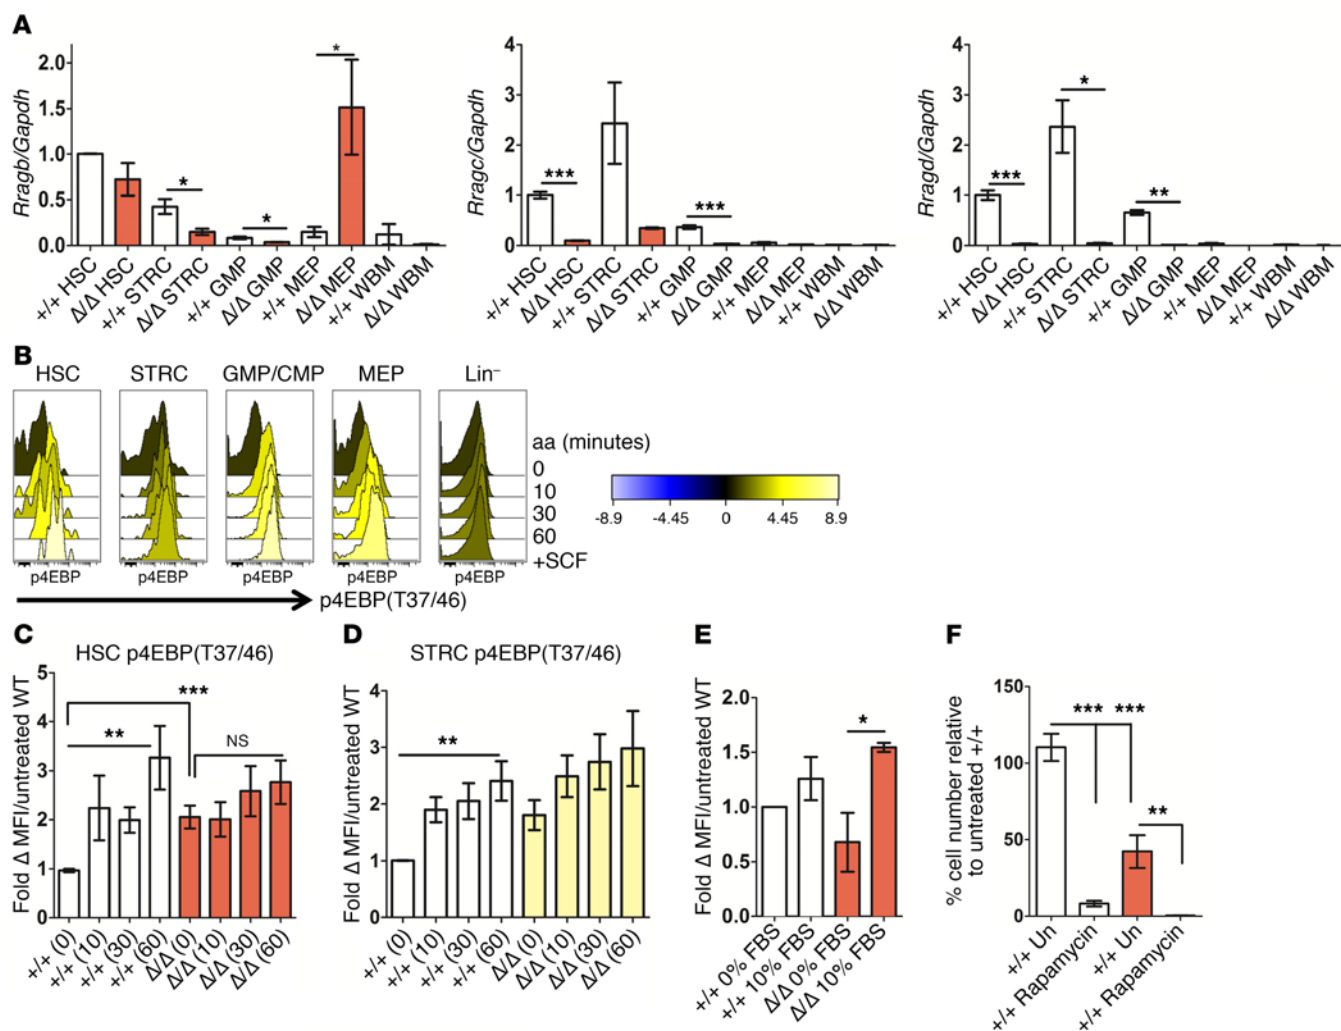 A
Rragb/Gapdh
2.0
1.5
1.0
0.5
0.0
*
*
*
+/+ HSC
Δ/Δ HSC
+/+ STRC
Δ/Δ STRC
+/+ GMP
Δ/Δ GMP
+/+ MEP
Δ/Δ MEP
+/+ WBM
Δ/Δ WBM
Rragc/Gapdh
4
3
2
1
0
***
***
+/+ HSC
Δ/Δ HSC
+/+ STRC
Δ/Δ STRC
+/+ GMP
Δ/Δ GMP
+/+ MEP
Δ/Δ MEP
+/+ WBM
Δ/Δ WBM
Rragd/Gapdh
4
3
2
1
0
***
*
**
+/+ HSC
Δ/Δ HSC
+/+ STRC
Δ/Δ STRC
+/+ GMP
Δ/Δ GMP
+/+ MEP
Δ/Δ MEP
+/+ WBM
Δ/Δ WBM
B
HSC STRC GMP/CMP MEP Lin⁻
aa (minutes)
0
10
30
60
+SCF
p4EBP p4EBP p4EBP p4EBP p4EBP
p4EBP(T37/46)
-8.9 -4.45 0 4.45 8.9
C
HSC p4EBP(T37/46)
Fold Δ MFI/untreated WT
5
4
3
2
1
0
***
**
NS
+/+ (0)
+/+ (10)
+/+ (30)
+/+ (60)
Δ/Δ (0)
Δ/Δ (10)
Δ/Δ (30)
Δ/Δ (60)
D
STRC p4EBP(T37/46)
Fold Δ MFI/untreated WT
4
3
2
1
0
**
+/+ (0)
+/+ (10)
+/+ (30)
+/+ (60)
Δ/Δ (0)
Δ/Δ (10)
Δ/Δ (30)
Δ/Δ (60)
E
Fold Δ MFI/untreated WT
2.0
1.5
1.0
0.5
0.0
*
+/+ 0% FBS
+/+ 10% FBS
Δ/Δ 0% FBS
Δ/Δ 10% FBS
F
% cell number relative
to untreated +/+
150
100
50
0
*** ***
**
+/+ Un
+/+ Rapamycin
+/+ Un
+/+ Rapamycin